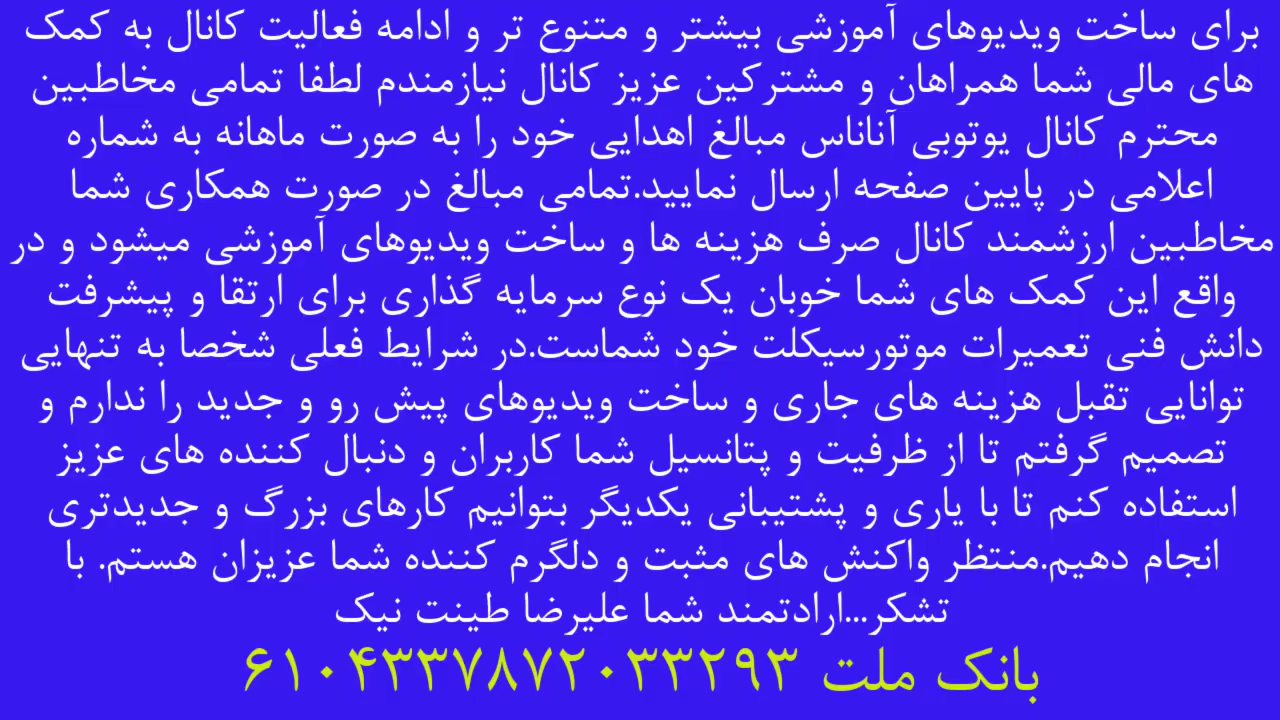 برای ساخت ویدیوهای آموزشی بیشتر و متنوع تر و ادامه فعالیت کانال به کمک
های مالی شما همراهان و مشترکین عزیز کانال نیازمندم لطفا تمامی مخاطبین
محترم کانال یوتوبی آناناس مبالغ اهدایی خود را به صورت ماهانه به شماره
اعلامی در پایین صفحه ارسال نمایید.تمامی مبالغ در صورت همکاری شما
مخاطبین ارزشمند کانال صرف هزینه ها و ساخت ویدیوهای آموزشی میشود و در
واقع این کمک های شما خوبان یک نوع سرمایه گذاری برای ارتقا و پیشرفت
دانش فنی تعمیرات موتورسیکلت خود شماست.در شرایط فعلی شخصا به تنهایی
توانایی تقبل هزینه های جاری و ساخت ویدیوهای پیش رو و جدید را ندارم و
تصمیم گرفتم تا از ظرفیت و پتانسیل شما کاربران و دنبال کننده های عزیز
استفاده کنم تا با یاری و پشتیبانی یکدیگر بتوانیم کارهای بزرگ و جدیدتری
انجام دهیم.منتظر واکنش های مثبت و دلگرم کننده شما عزیزان هستم. با
تشکر...ارادتمند شما علیرضا طینت نیک
بانک ملت ۶۱۰۴۳۳۷۸۷۲۰۳۳۲۹۳